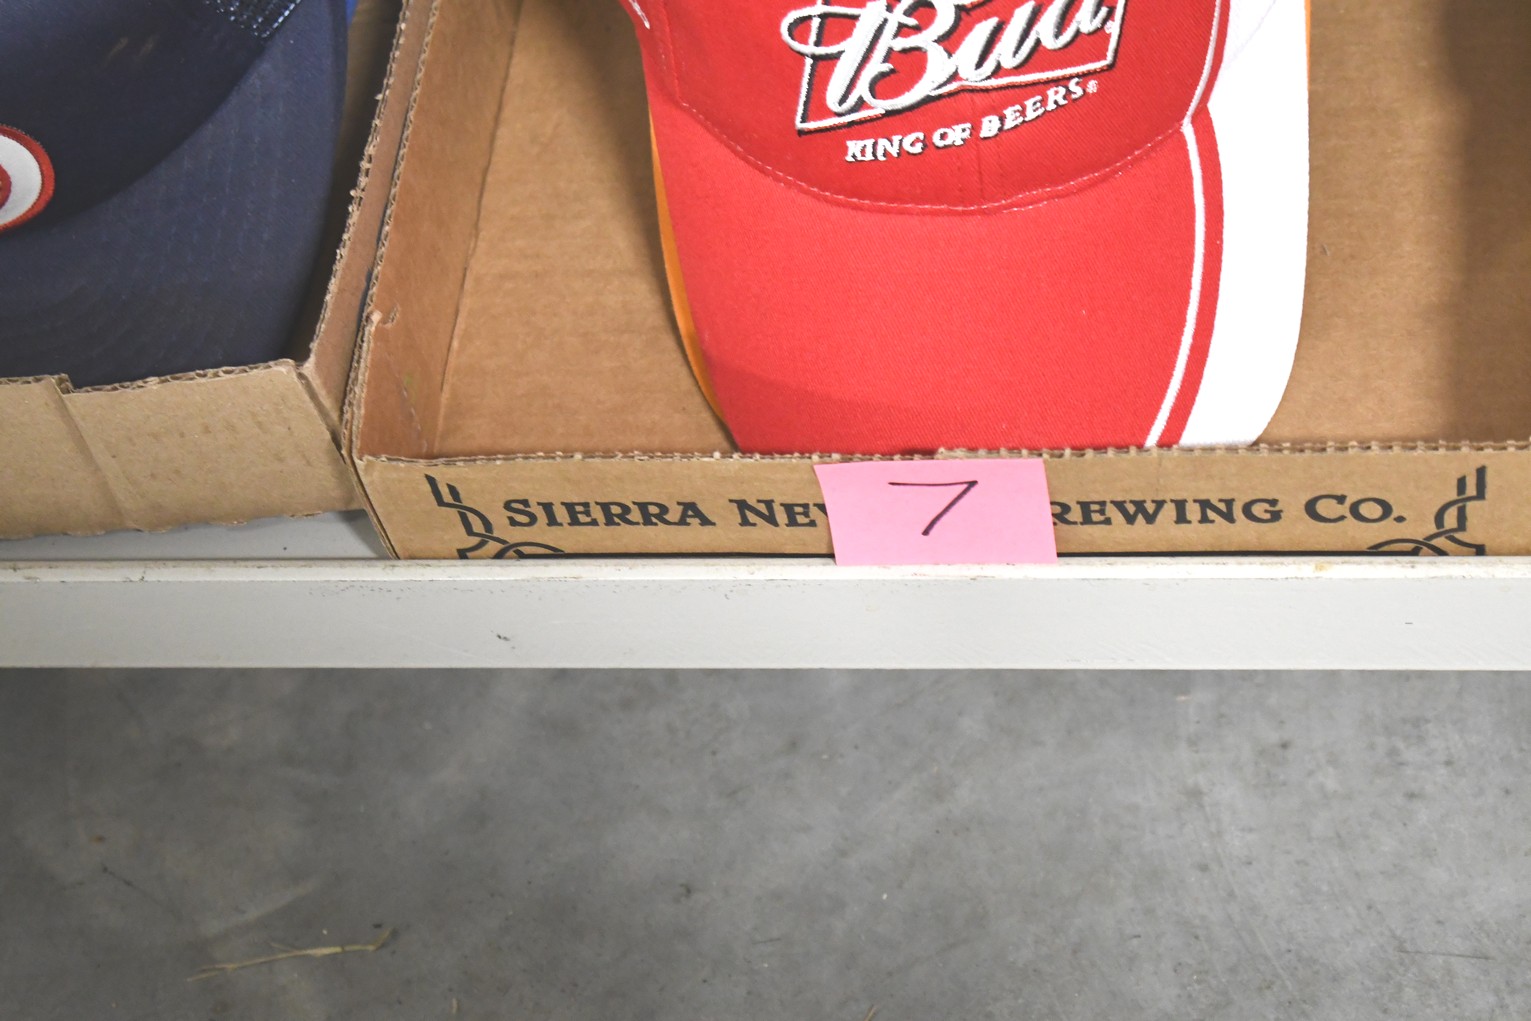 Bud
KING OF BEERS®
SIERRA NEV REWING CO.
7